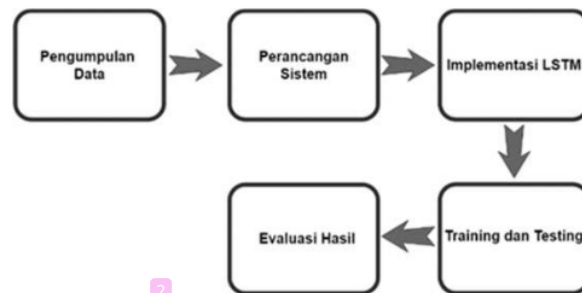 Pengumpulan
Data
Perancangan
Sistem
Implementasi LSTM
Training dan Testing
Evaluasi Hasil
2